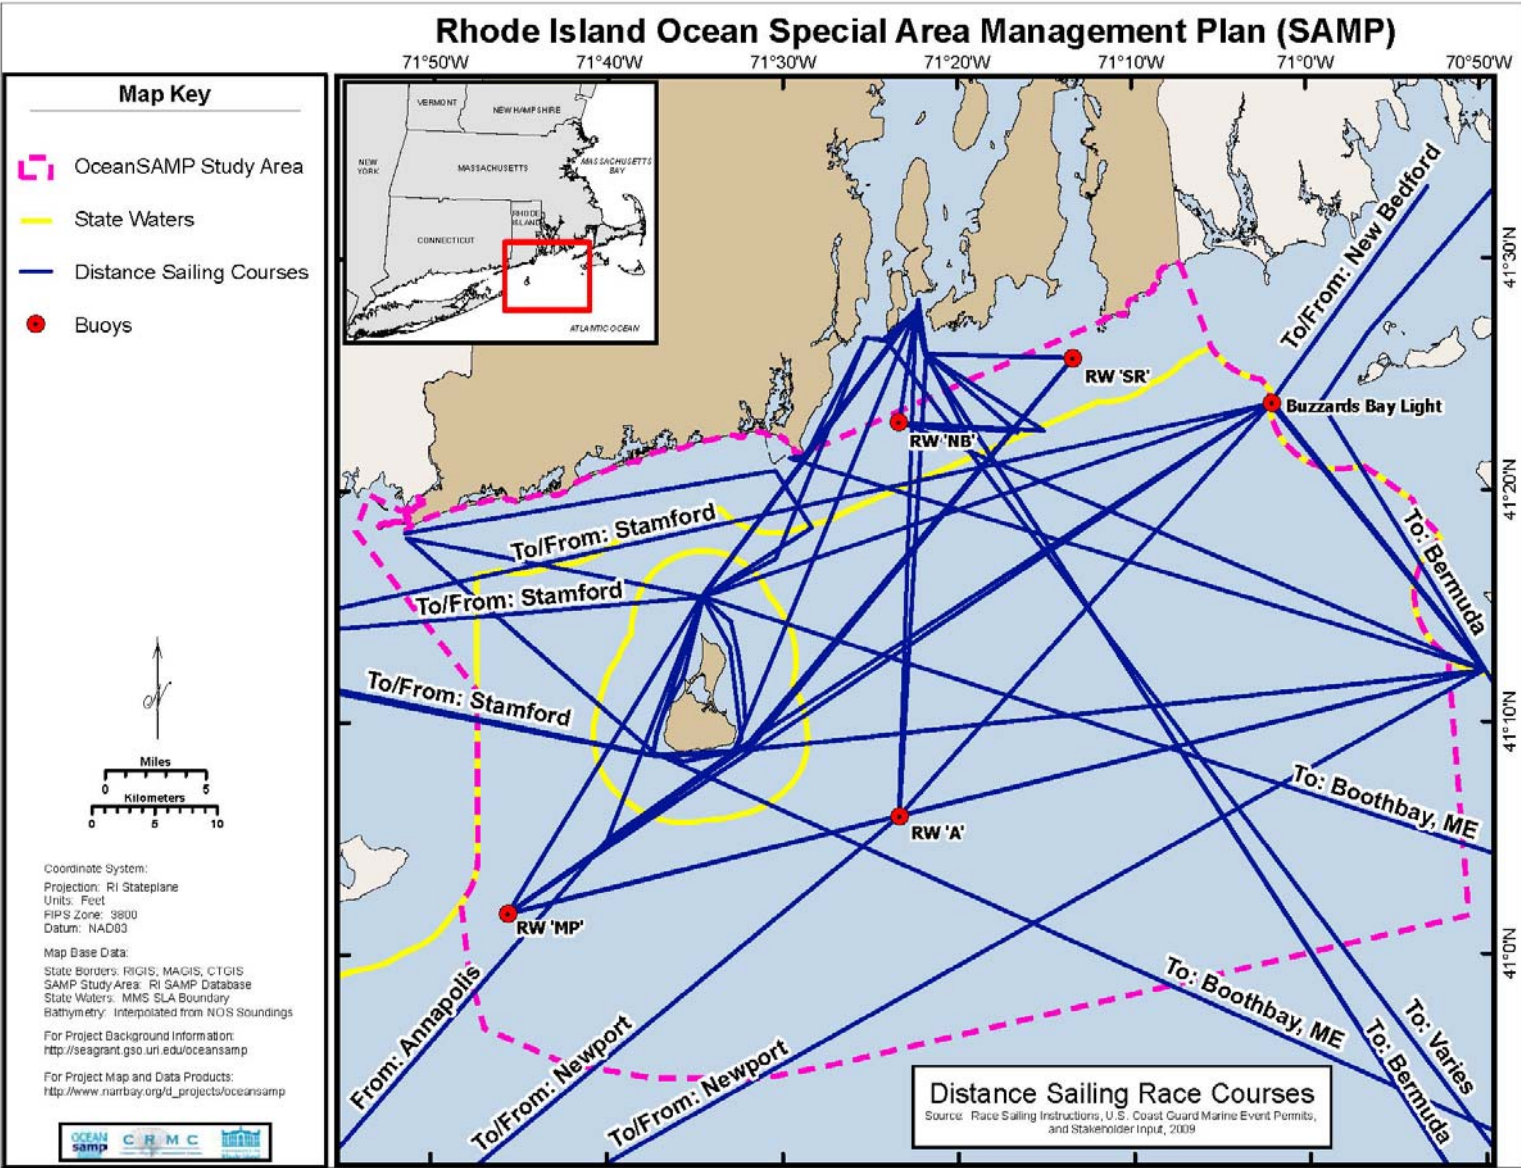 Rhode Island Ocean Special Area Management Plan (SAMP)
71°50'W
71°40'W
71°30'W
71°20'W
71°10'W
71°0'W
70°50'W
Map Key
OceanSAMP Study Area
State Waters
Distance Sailing Courses
Buoys
VERMONT
NEW HAMPSHIRE
NEW
YORK
MASSACHUSETTS
MASSACHUSETTS
BAY
RHODE
ISLAND
CONNECTICUT
ATLANTIC OCEAN
To/From: New Bedford
41°30'N
RW 'SR'
Buzzards Bay Light
RW 'NB'
41°20'N
To/From: Stamford
To: Bermuda
To/From: Stamford
To/From: Stamford
41°10'N
To: Boothbay, ME
RW 'A'
RW 'MP'
41°0'N
To: Boothbay, ME
From: Annapolis
To/From: Newport
To/From: Newport
To: Varies
To: Bermuda
N
Miles
0 5
Kilometers
0 5 10
Coordinate System:
Projection: RI Stateplane
Units: Feet
FIPS Zone: 3800
Datum: NAD83
Map Base Data:
State Borders: RIGIS, MAGIS, CTGIS
SAMP Study Area: RI SAMP Database
State Waters: MMS SLA Boundary
Bathymetry: Interpolated from NOS Soundings
For Project Background Information:
http://seagrant.gso.uri.edu/oceansamp
For Project Map and Data Products:
http://www.narrbay.org/d_projects/oceansamp
OCEAN
samp
C R M C
Distance Sailing Race Courses
Source: Race Sailing Instructions, U.S. Coast Guard Marine Event Permits,
and Stakeholder Input, 2009